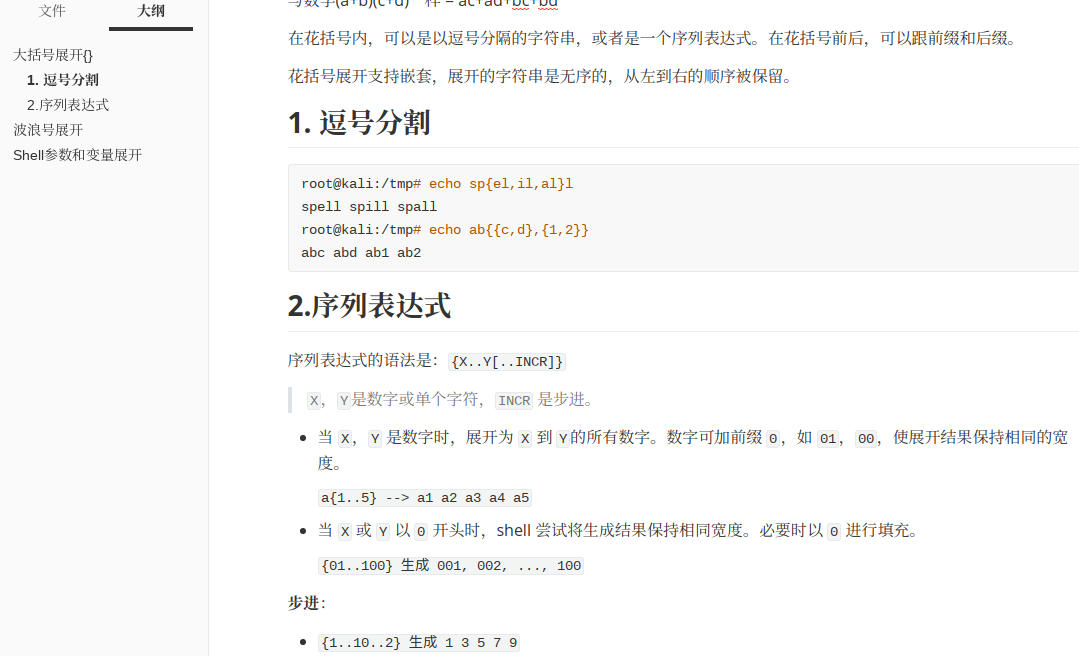 文件 大纲
大括号展开{}
1. 逗号分割
2.序列表达式
波浪号展开
Shell参数和变量展开
与数学(a+b)(c+d)一样 = ac+ad+bc+bd
在花括号内，可以是以逗号分隔的字符串，或者是一个序列表达式。在花括号前后，可以跟前缀和后缀。
花括号展开支持嵌套，展开的字符串是无序的，从左到右的顺序被保留。
1. 逗号分割
root@kali:/tmp# echo sp{el,il,al}l
spell spill spall
root@kali:/tmp# echo ab{{c,d},{1,2}}
abc abd ab1 ab2
2.序列表达式
序列表达式的语法是：{X..Y[..INCR]}
X，Y是数字或单个字符，INCR 是步进。
当 X，Y 是数字时，展开为 X 到 Y的所有数字。数字可加前缀 0，如 01，00，使展开结果保持相同的宽
度。
a{1..5} --> a1 a2 a3 a4 a5
当 X 或 Y 以 0 开头时，shell 尝试将生成结果保持相同宽度。必要时以 0 进行填充。
{01..100} 生成 001, 002, ..., 100
步进：
{1..10..2} 生成 1 3 5 7 9